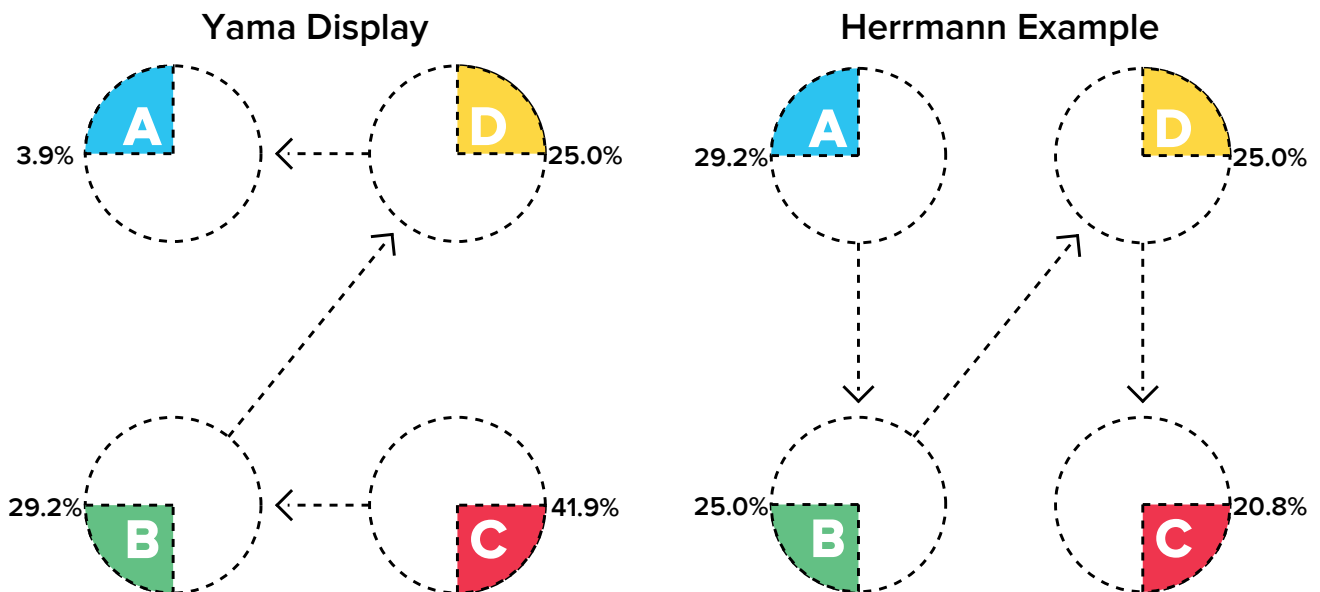 Yama Display
A
D
3.9%
25.0%
B
C
29.2%
41.9%
Herrmann Example
A
D
29.2%
25.0%
B
C
25.0%
20.8%